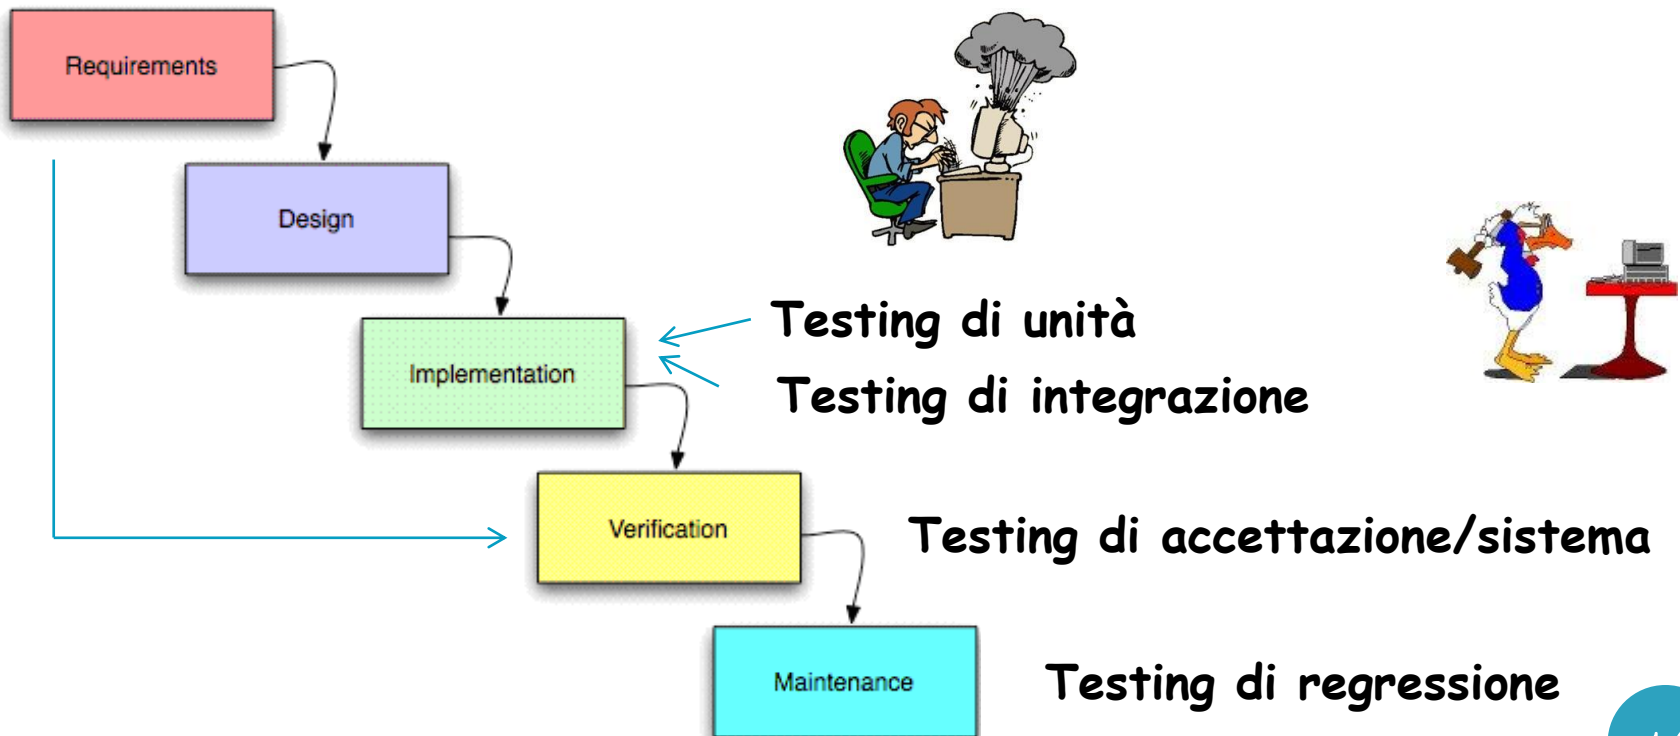 Requirements
Design
Implementation
Testing di unità
Testing di integrazione
Verification
Testing di accettazione/sistema
Maintenance
Testing di regressione